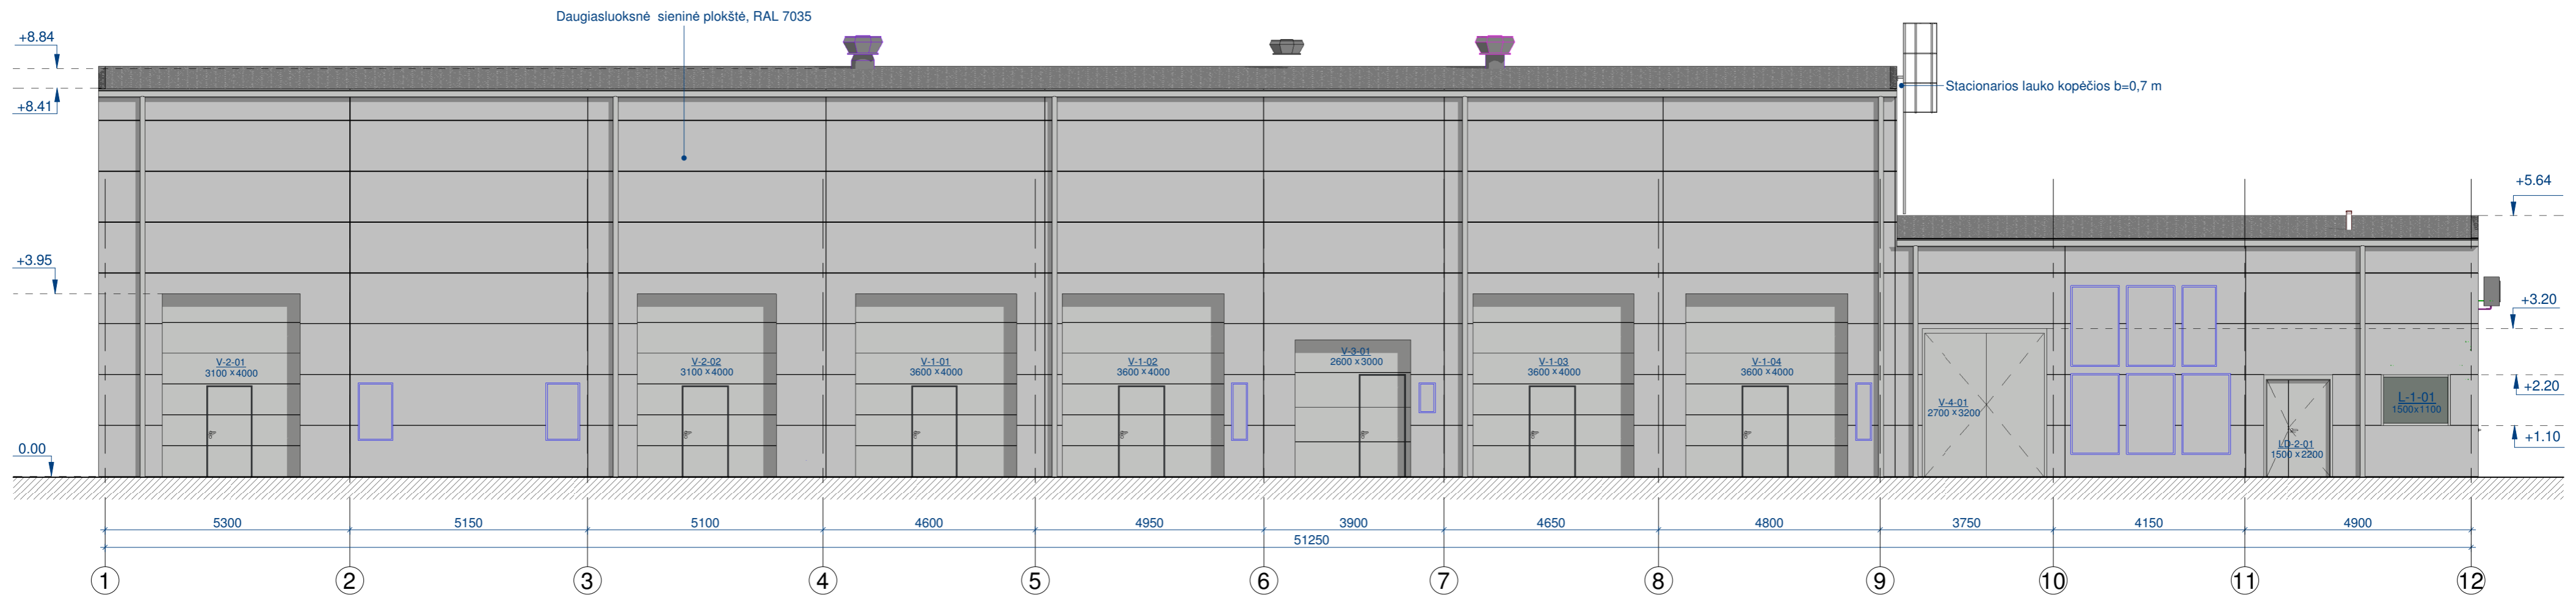 Daugiasluoksnė sieninė plokštė, RAL 7035
+8.84
+8.41
Stacionarios lauko kopėčios b=0,7 m
+5.64
+3.95
+3.20
V-2-01
3100 x 4000
V-2-02
3100 x 4000
V-1-01
3600 x 4000
V-1-02
3600 x 4000
V-3-01
2600 x 3000
V-1-03
3600 x 4000
V-1-04
3600 x 4000
V-4-01
2700 x 3200
L-1-01
1500x1100
+2.20
LD-2-01
1500 x 2200
+1.10
0.00
5300 5150 5100 4600 4950 3900 4650 4800 3750 4150 4900
51250
1 2 3 4 5 6 7 8 9 10 11 12